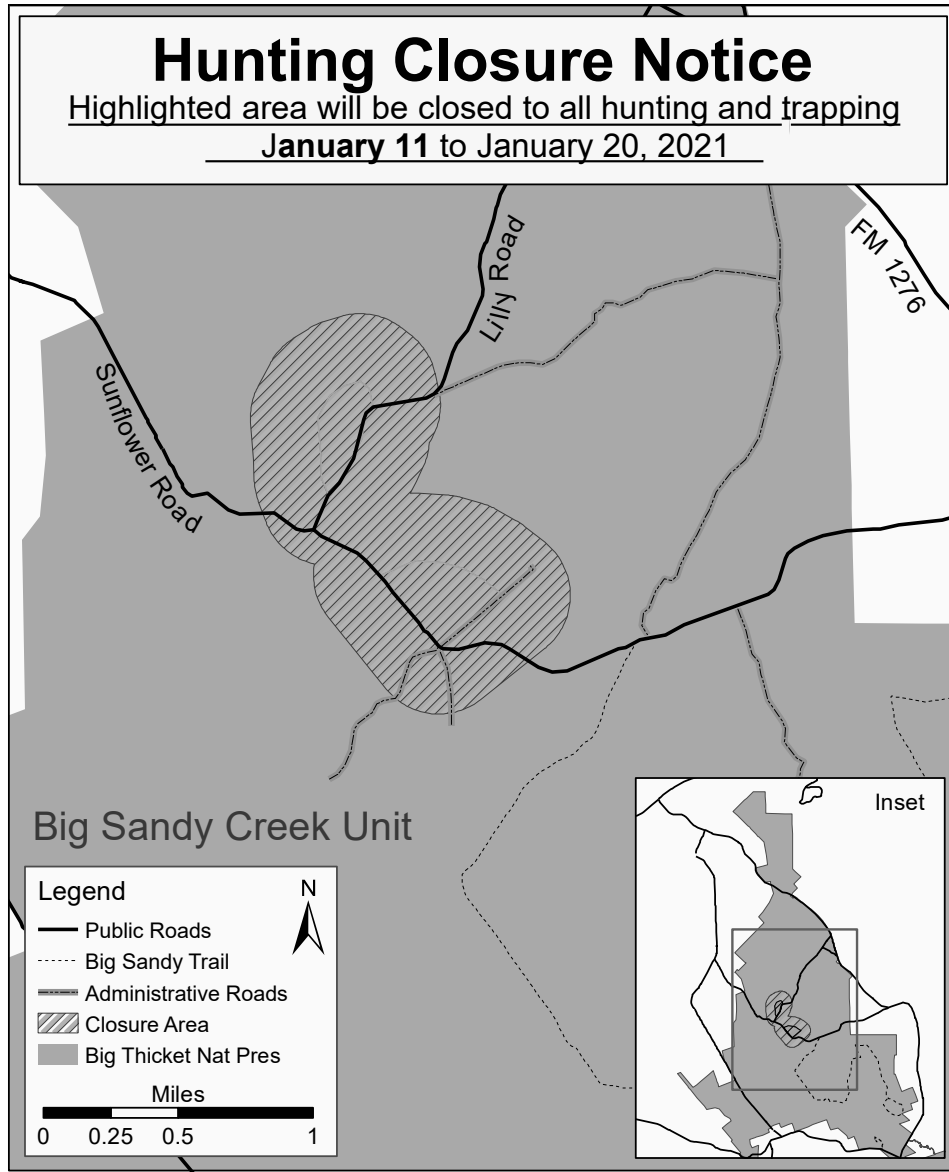 Hunting Closure Notice
Highlighted area will be closed to all hunting and trapping
January 11 to January 20, 2021
Lilly Road
FM 1276
Sunflower Road
Big Sandy Creek Unit
Inset
Legend
N
Public Roads
Big Sandy Trail
Administrative Roads
Closure Area
Big Thicket Nat Pres
Miles
0 0.25 0.5 1